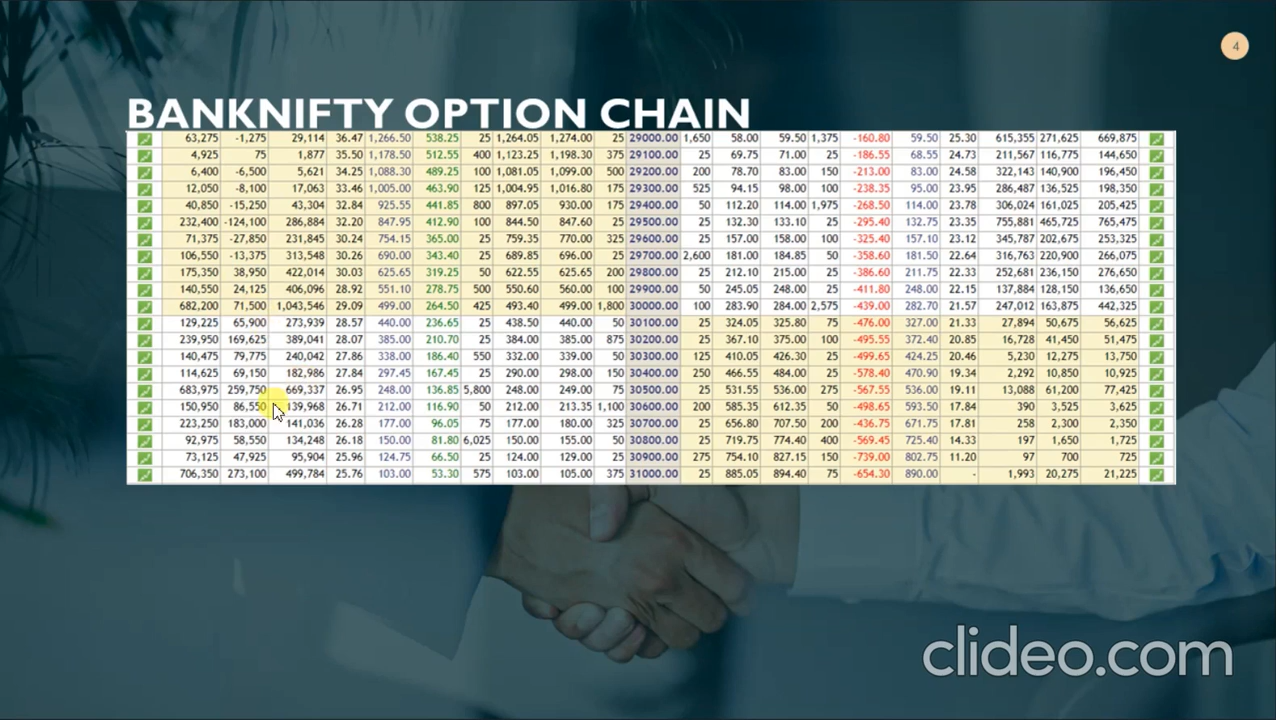 4
BANKNIFTY OPTION CHAIN
63,275 -1,275 29,114 36.47 1,266.50 538.25 25 1,264.05 1,274.00 25 29000.00 1,650 58.00 59.50 1,375 -160.80 59.50 25.30 615,355 271,625 669,875
4,925 75 1,877 35.50 1,178.50 512.55 400 1,123.25 1,198.30 375 29100.00 25 69.75 71.00 25 -186.55 68.55 24.73 211,567 116,775 144,650
6,400 -6,500 5,621 34.25 1,088.30 489.25 100 1,081.05 1,099.00 500 29200.00 200 78.70 83.00 150 -213.00 83.00 24.58 322,143 140,900 196,450
12,050 -8,100 17,063 33.46 1,005.00 463.90 125 1,004.95 1,016.80 175 29300.00 525 94.15 98.00 100 -238.35 95.00 23.95 286,487 136,525 198,350
40,850 -15,250 43,304 32.84 925.55 441.85 800 897.05 930.00 175 29400.00 50 112.20 114.00 1,975 -268.50 114.00 23.78 306,024 161,025 205,425
232,400 -124,100 286,884 32.20 847.95 412.90 100 844.50 847.60 25 29500.00 25 132.30 133.10 25 -295.40 132.75 23.35 755,881 465,725 765,475
71,375 -27,850 231,845 30.24 754.15 365.00 25 759.35 770.00 325 29600.00 25 157.00 158.00 100 -325.40 157.10 23.12 345,787 202,675 253,325
106,550 -13,375 313,548 30.26 690.00 343.40 25 689.85 696.00 25 29700.00 2,600 181.00 184.85 50 -358.60 181.50 22.64 316,763 220,900 266,075
175,350 38,950 422,014 30.03 625.65 319.25 50 622.55 625.65 200 29800.00 25 212.10 215.00 25 -386.60 211.75 22.33 252,681 236,150 276,650
140,550 24,125 406,096 28.92 551.10 278.75 500 550.60 560.00 100 29900.00 50 245.05 248.00 25 -411.80 248.00 22.15 137,884 128,150 136,650
682,200 71,500 1,043,546 29.09 499.00 264.50 425 493.40 499.00 1,800 30000.00 100 283.90 284.00 2,575 -439.00 282.70 21.57 247,012 163,875 442,325
129,225 65,900 273,939 28.57 440.00 236.65 25 438.50 440.00 50 30100.00 25 324.05 325.80 75 -476.00 327.00 21.33 27,894 50,675 56,625
239,950 169,625 389,041 28.07 385.00 210.70 25 384.00 385.00 875 30200.00 25 367.10 375.00 100 -495.55 372.40 20.85 16,728 41,450 51,475
140,475 79,775 240,042 27.86 338.00 186.40 550 332.00 339.00 50 30300.00 125 410.05 426.30 25 -499.65 424.25 20.46 5,230 12,275 13,750
114,625 69,150 182,986 27.84 297.45 167.45 25 290.00 298.00 150 30400.00 250 466.55 484.00 25 -578.40 470.90 19.34 2,292 10,850 10,925
683,975 259,750 669,337 26.95 248.00 136.85 5,800 248.00 249.00 75 30500.00 25 531.55 536.00 275 -567.55 536.00 19.11 13,088 61,200 77,425
150,950 86,550 139,968 26.71 212.00 116.90 50 212.00 213.35 1,100 30600.00 200 585.35 612.35 50 -498.65 593.50 17.84 390 3,525 3,625
223,250 183,000 141,036 26.28 177.00 96.05 75 177.00 180.00 325 30700.00 25 656.80 707.50 200 -436.75 671.75 17.81 258 2,300 2,350
92,975 58,550 134,248 26.18 150.00 81.80 6,025 150.00 155.00 50 30800.00 25 719.75 774.40 400 -569.45 725.40 14.33 197 1,650 1,725
73,125 47,925 95,904 25.96 124.75 66.50 25 124.00 129.00 25 30900.00 275 754.10 827.15 150 -739.00 802.75 11.20 97 700 725
706,350 273,100 499,784 25.76 103.00 53.30 575 103.00 105.00 375 31000.00 25 885.05 894.40 75 -654.30 890.00 - 1,993 20,275 21,225
clideo.com